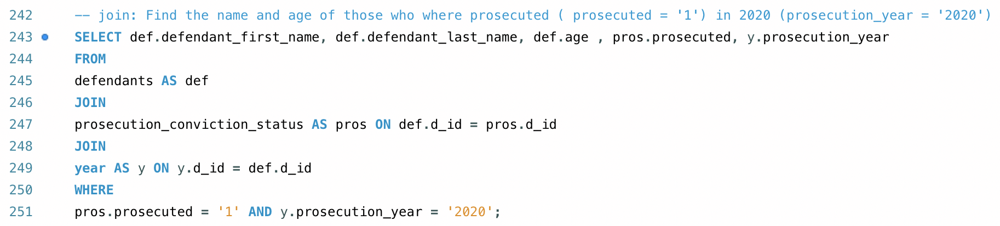 242 -- join: Find the name and age of those who where prosecuted ( prosecuted = '1') in 2020 (prosecution_year = '2020')
243 SELECT def.defendant_first_name, def.defendant_last_name, def.age , pros.prosecuted, y.prosecution_year
244 FROM
245 defendants AS def
246 JOIN
247 prosecution_conviction_status AS pros ON def.d_id = pros.d_id
248 JOIN
249 year AS y ON y.d_id = def.d_id
250 WHERE
251 pros.prosecuted = '1' AND y.prosecution_year = '2020';